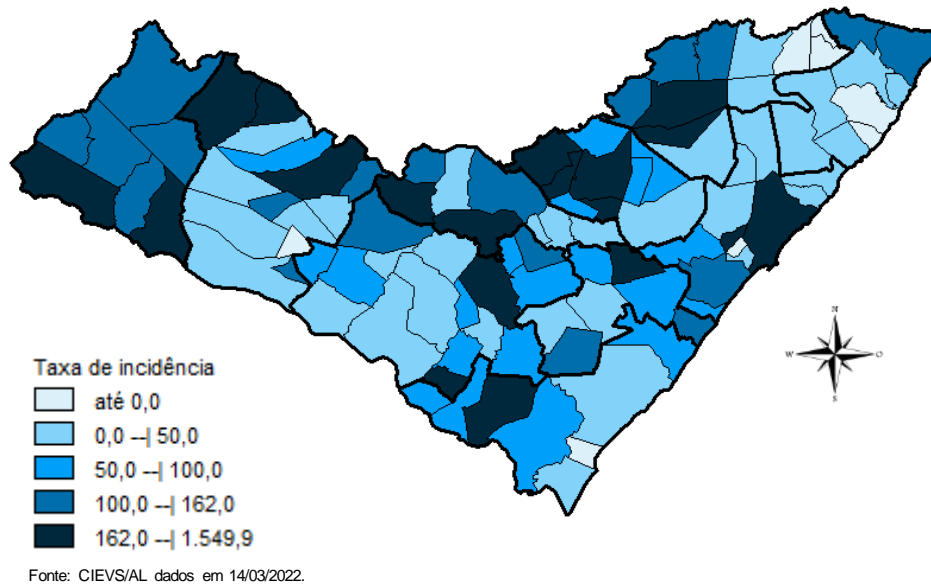 N
W
O
S
Taxa de incidência
até 0,0
0,0 --| 50,0
50,0 --| 100,0
100,0 --| 162,0
162,0 --| 1.549,9
Fonte: CIEVS/AL dados em 14/03/2022.